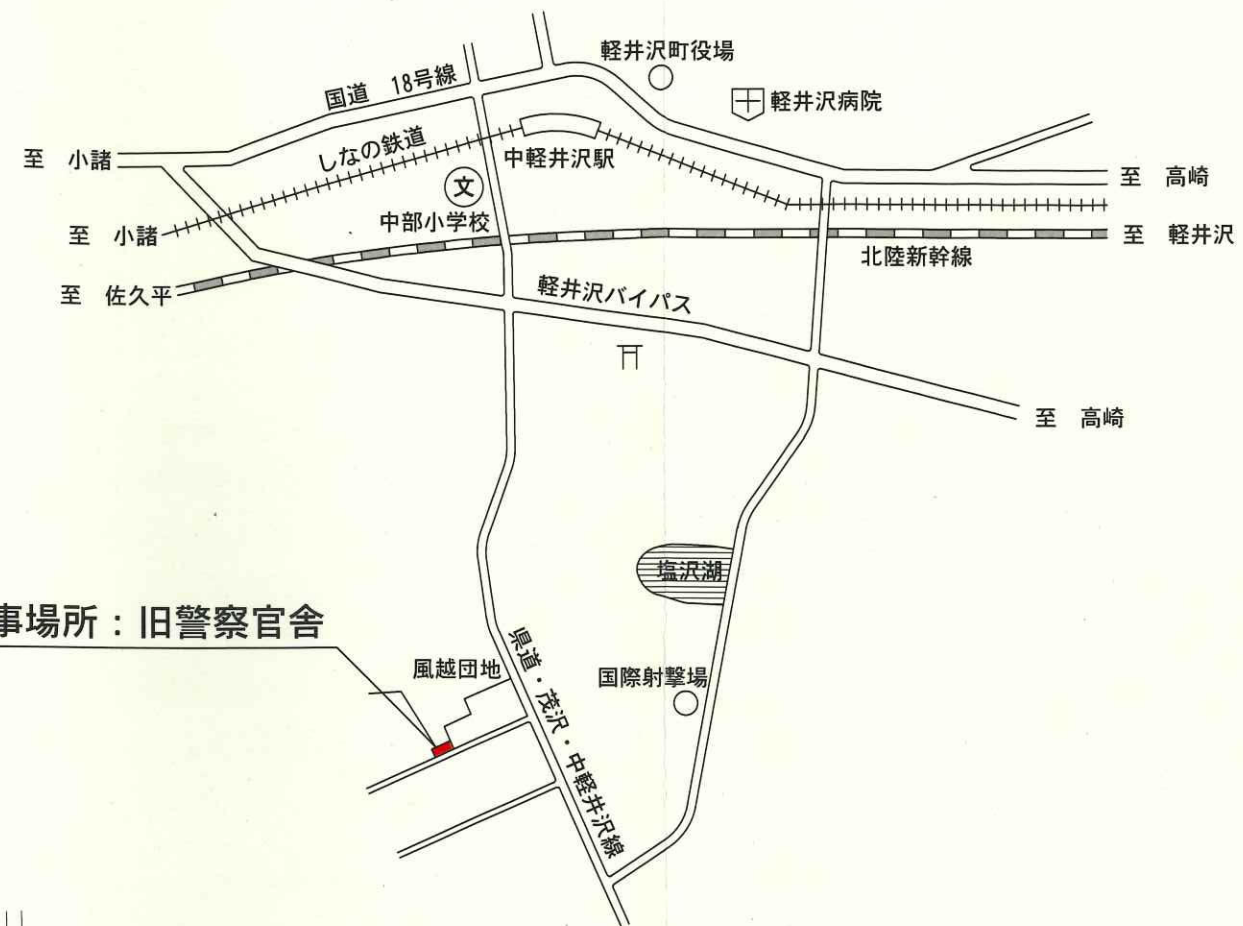 軽井沢町役場
国道 18号線
軽井沢病院
至 小諸
しなの鉄道
中軽井沢駅
文
至 高崎
中部小学校
至 小諸
至 軽井沢
北陸新幹線
至 佐久平
軽井沢バイパス
至 高崎
塩沢湖
事場所:旧警察官舎
風越団地
県道・茂沢・中軽井沢線
国際射撃場